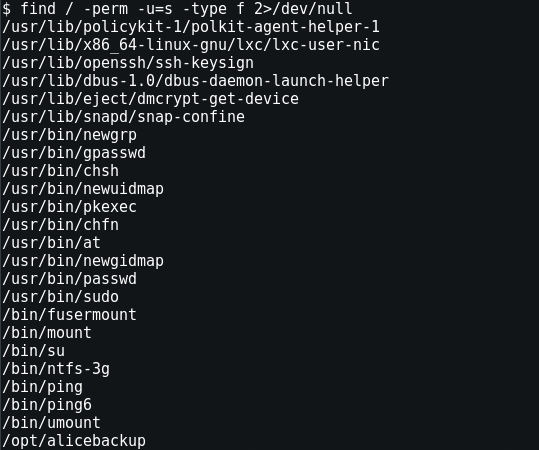 $ find / -perm -u=s -type f 2>/dev/null
/usr/lib/policykit-1/polkit-agent-helper-1
/usr/lib/x86_64-linux-gnu/lxc/lxc-user-nic
/usr/lib/openssh/ssh-keysign
/usr/lib/dbus-1.0/dbus-daemon-launch-helper
/usr/lib/eject/dmcrypt-get-device
/usr/lib/snapd/snap-confine
/usr/bin/newgrp
/usr/bin/gpasswd
/usr/bin/chsh
/usr/bin/newuidmap
/usr/bin/pkexec
/usr/bin/chfn
/usr/bin/at
/usr/bin/newgidmap
/usr/bin/passwd
/usr/bin/sudo
/bin/fusermount
/bin/mount
/bin/su
/bin/ntfs-3g
/bin/ping
/bin/ping6
/bin/umount
/opt/alicebackup